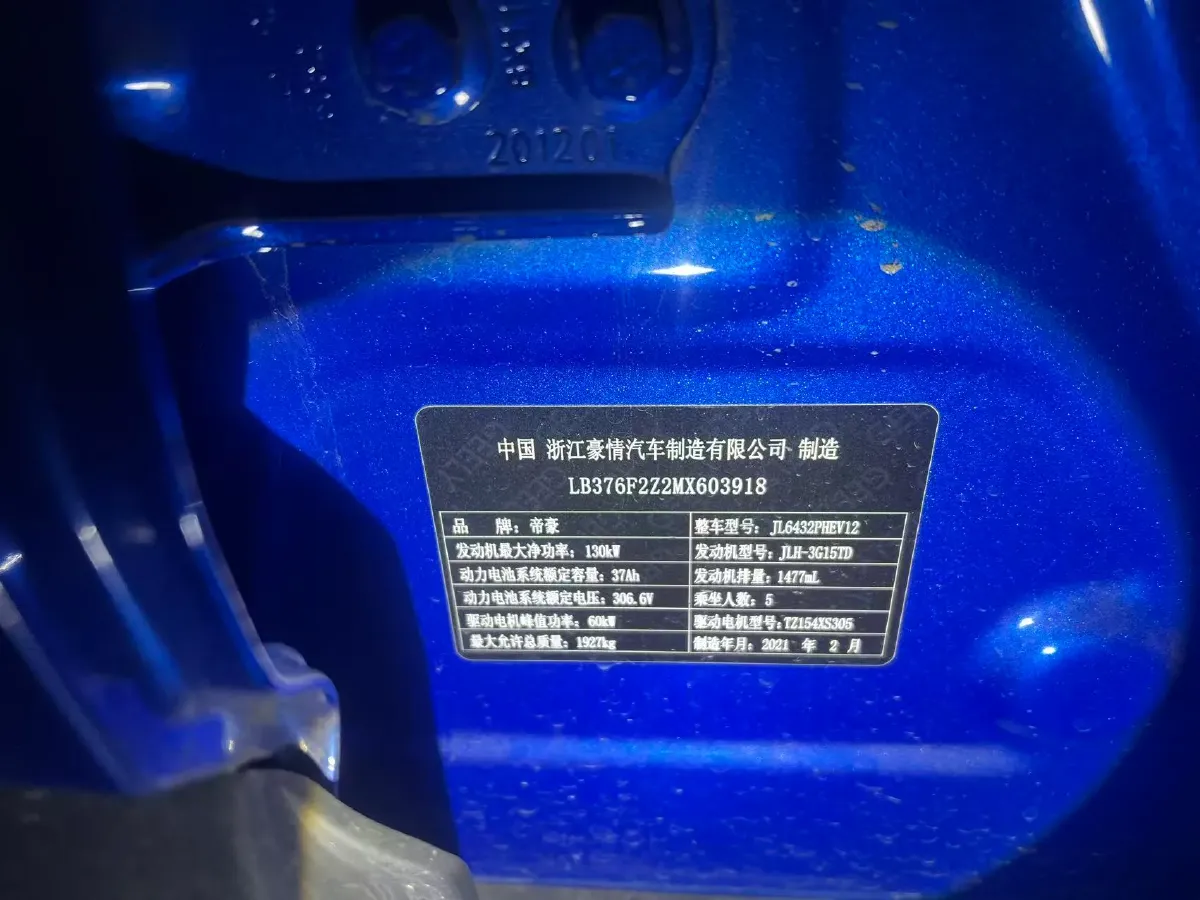 201201
中国 浙江豪情汽车制造有限公司 制造
LB376F2Z2MX603918
品 牌：帝豪 整车型号：JL6432PHEV12
发动机最大净功率：130kW 发动机型号：JLH-3G15TD
动力电池系统额定容量：37Ah 发动机排量：1477mL
动力电池系统额定电压：306.6V 乘坐人数：5
驱动电机峰值功率：60kW 驱动电机型号：TZ154XS305
最大允许总质量：1927kg 制造年月：2021 年 2 月